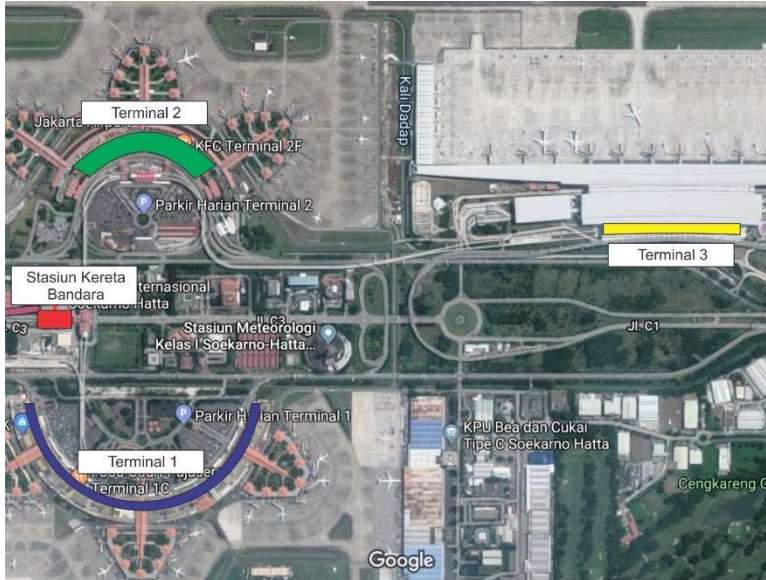 Terminal 2
Jakarta Airport
KFC Terminal 2F
Kali Dadap
Parkir Harian Terminal 2
Terminal 3
Stasiun Kereta
Bandara
Internasional
Soekarno Hatta
Jl. C3
C3
Stasiun Meteorologi
Kelas I Soekarno-Hatta...
Jl. C1
Parkir Harian Terminal 1
KPU Bea dan Cukai
Tipe C Soekarno Hatta
K
Terminal 1
Terminal 1C
Cengkareng G
Google